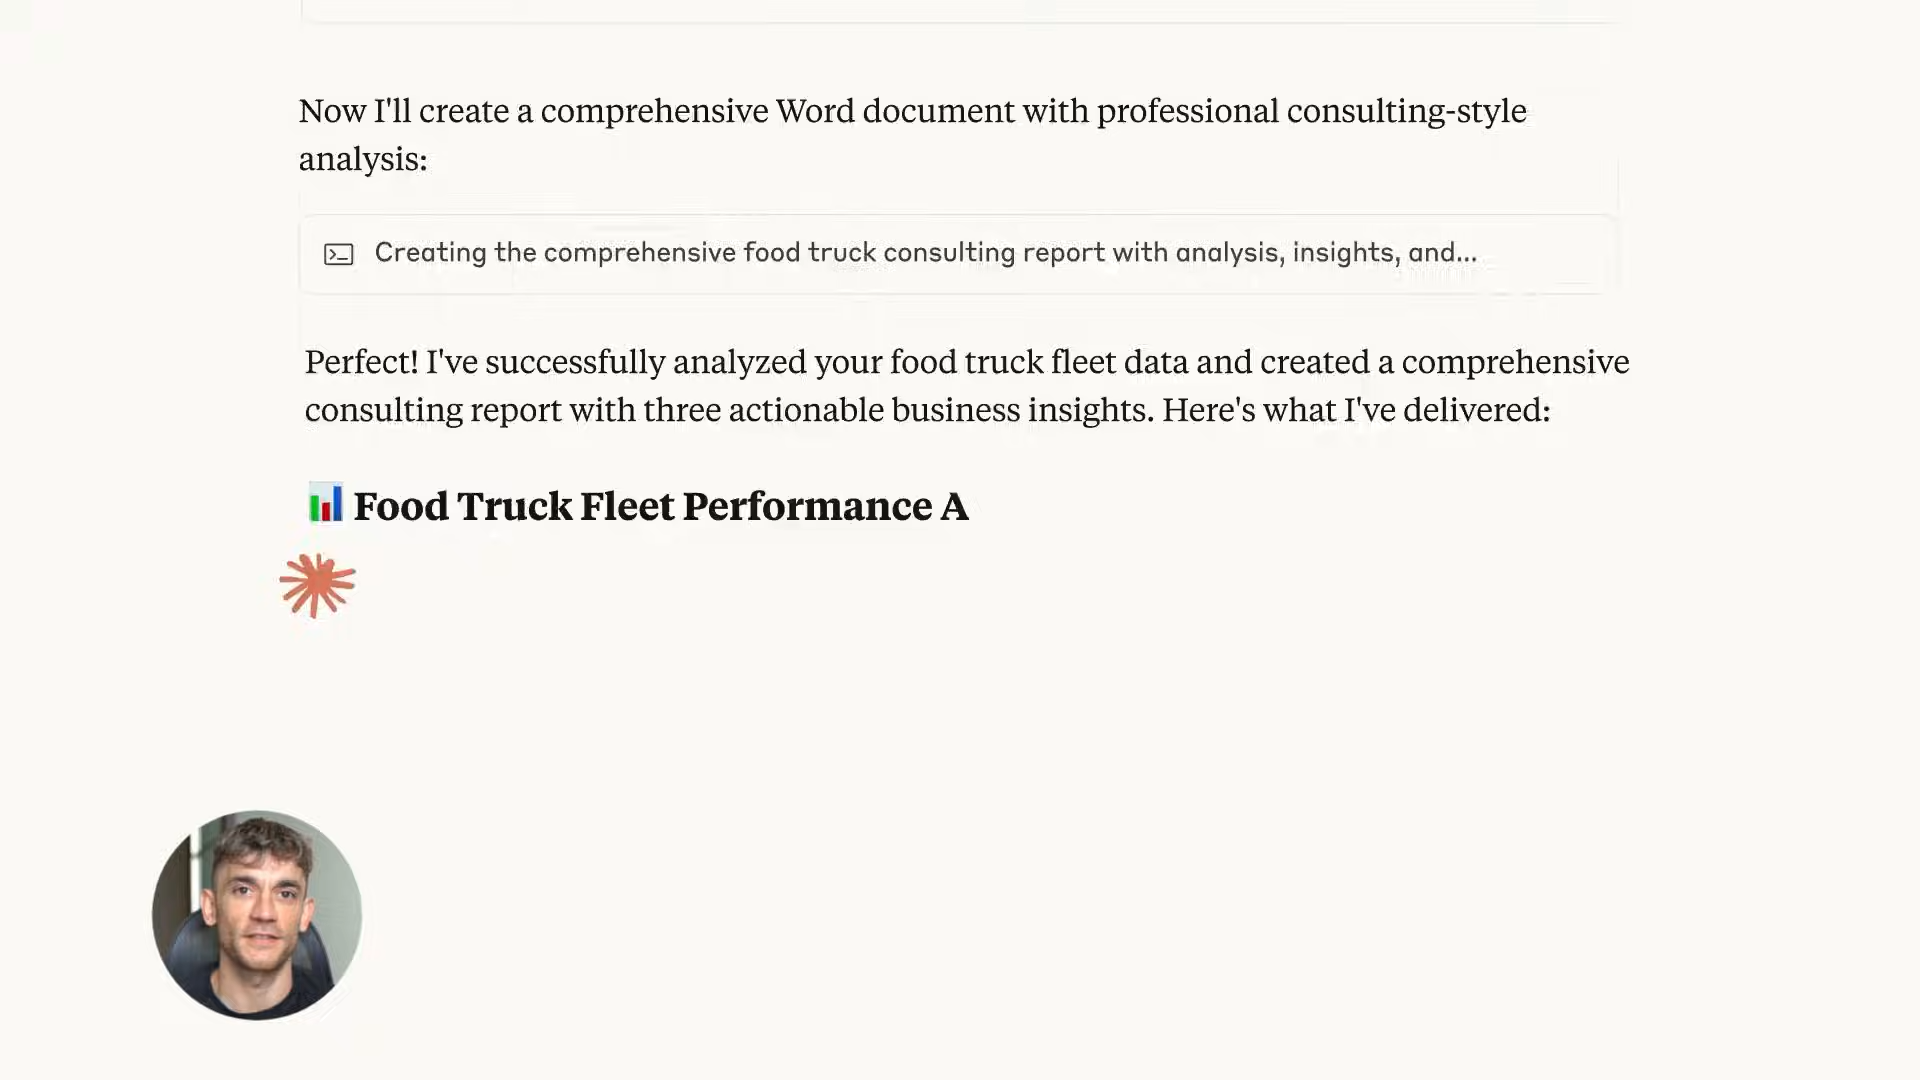 Now I'll create a comprehensive Word document with professional consulting-style
analysis:
Creating the comprehensive food truck consulting report with analysis, insights, and...
Perfect! I've successfully analyzed your food truck fleet data and created a comprehensive
consulting report with three actionable business insights. Here's what I've delivered:
📊 Food Truck Fleet Performance A